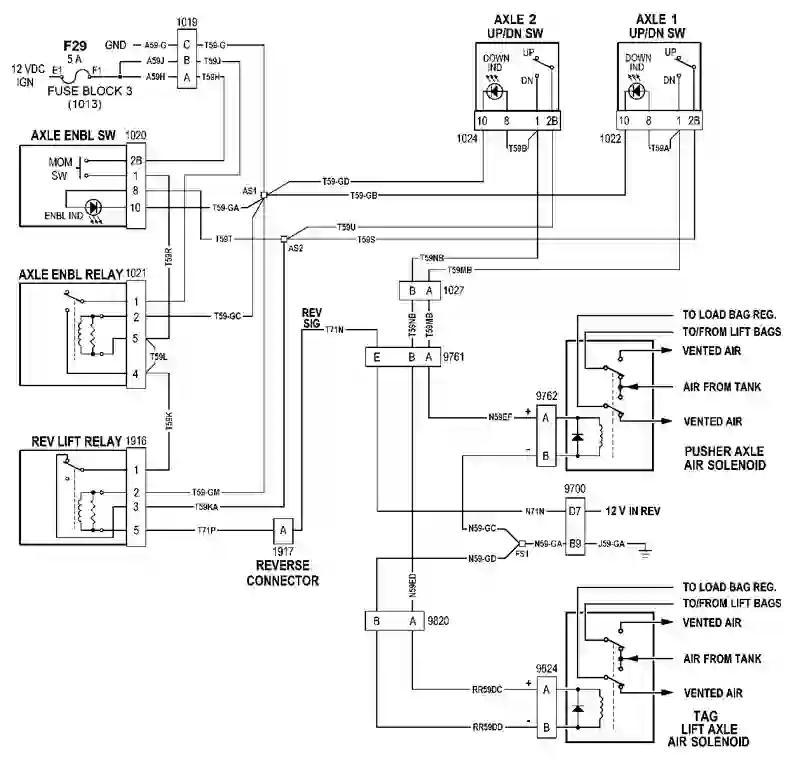 1019
F29
5 A
12 VDC
IGN
E1
F1
FUSE BLOCK 3
(1013)
GND
A59-G
C
T59-G
A59J
B
T59J
A59H
A
T59H
AXLE 2
UP/DN SW
DOWN
IND
UP
DN
10
8
1
2B
1024
T59B
AXLE 1
UP/DN SW
DOWN
IND
UP
DN
10
8
1
2B
1022
T59A
AXLE ENBL SW
1020
MOM
SW
ENBL IND
2B
1
8
10
T59-GA
AS1
T59-GD
T59-GB
T59T
AS2
T59U
T59S
T59R
AXLE ENBL RELAY
1021
1
2
5
4
T59-GC
T59L
T59K
T59NB
T59MB
B
A
1027
T59NB
T59MB
REV
SIG
T71N
E
B
A
9761
REV LIFT RELAY
1916
1
2
3
5
T59-GM
T59KA
T71P
A
1917
REVERSE
CONNECTOR
TO LOAD BAG REG.
TO/FROM LIFT BAGS
VENTED AIR
AIR FROM TANK
VENTED AIR
9762
N59EF
+
A
-
B
PUSHER AXLE
AIR SOLENOID
9700
N71N
D7
12 V IN REV
N59-GC
N59-GD
FS1
N59-GA
B9
J59-GA
N59ED
B
A
9820
TO LOAD BAG REG.
TO/FROM LIFT BAGS
VENTED AIR
AIR FROM TANK
VENTED AIR
9824
RR59DC
+
A
RR59DD
-
B
TAG
LIFT AXLE
AIR SOLENOID